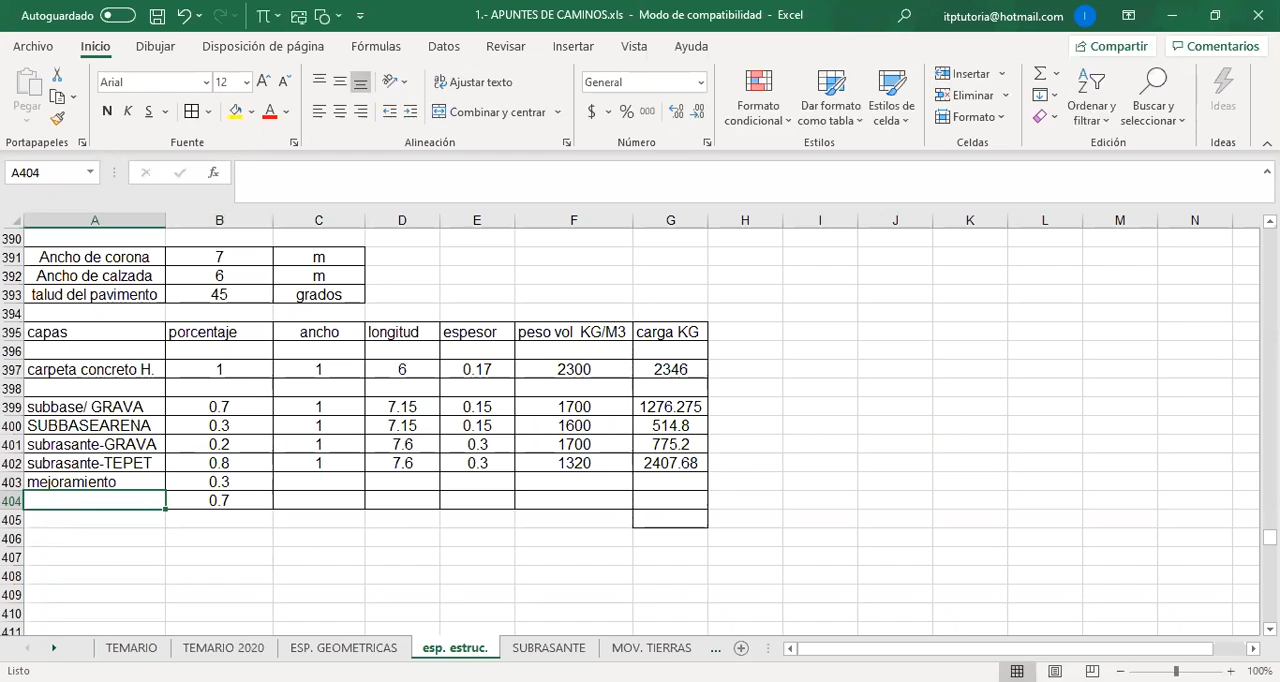 Autoguardado 1.- APUNTES DE CAMINOS.xls - Modo de compatibilidad - Excel itptutoria@hotmail.com I
Archivo Inicio Dibujar Disposición de página Fórmulas Datos Revisar Insertar Vista Ayuda Compartir Comentarios
Pegar Arial 12 N K S Ajustar texto Combinar y centrar General $ % 000
Formato condicional Dar formato como tabla Estilos de celda Insertar Eliminar Formato Ordenar y filtrar Buscar y seleccionar Ideas
Portapapeles Fuente Alineación Número Estilos Celdas Edición Ideas
A404 fx
A B C D E F G H I J K L M N
390
391 Ancho de corona 7 m
392 Ancho de calzada 6 m
393 talud del pavimento 45 grados
394
395 capas porcentaje ancho longitud espesor peso vol KG/M3 carga KG
396
397 carpeta concreto H. 1 1 6 0.17 2300 2346
398
399 subbase/ GRAVA 0.7 1 7.15 0.15 1700 1276.275
400 SUBBASEARENA 0.3 1 7.15 0.15 1600 514.8
401 subrasante-GRAVA 0.2 1 7.6 0.3 1700 775.2
402 subrasante-TEPET 0.8 1 7.6 0.3 1320 2407.68
403 mejoramiento 0.3
404 0.7
405
406
407
408
409
410
411
TEMARIO TEMARIO 2020 ESP. GEOMETRICAS esp. estruc. SUBRASANTE MOV. TIERRAS ...
Listo 100%